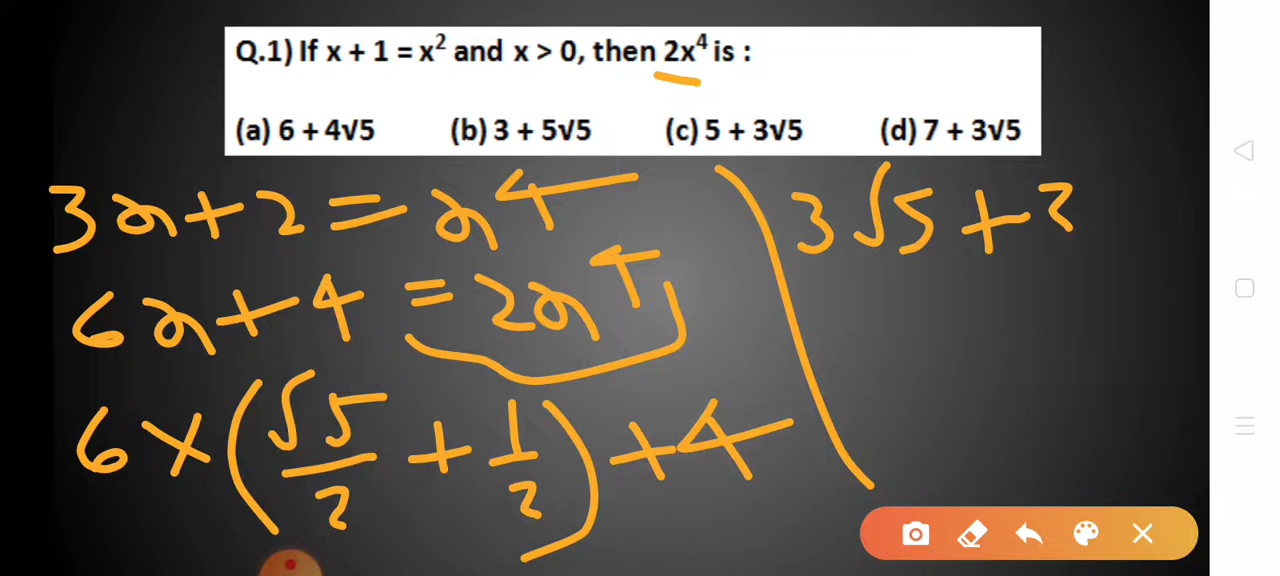 Q.1) If x + 1 = x² and x > 0, then 2x⁴ is :
(a) 6 + 4√5 (b) 3 + 5√5 (c) 5 + 3√5 (d) 7 + 3√5
3x + 2 = x⁴
6x + 4 = 2x⁴
6 × (√5/2 + 1/2) + 4
3√5 + 3